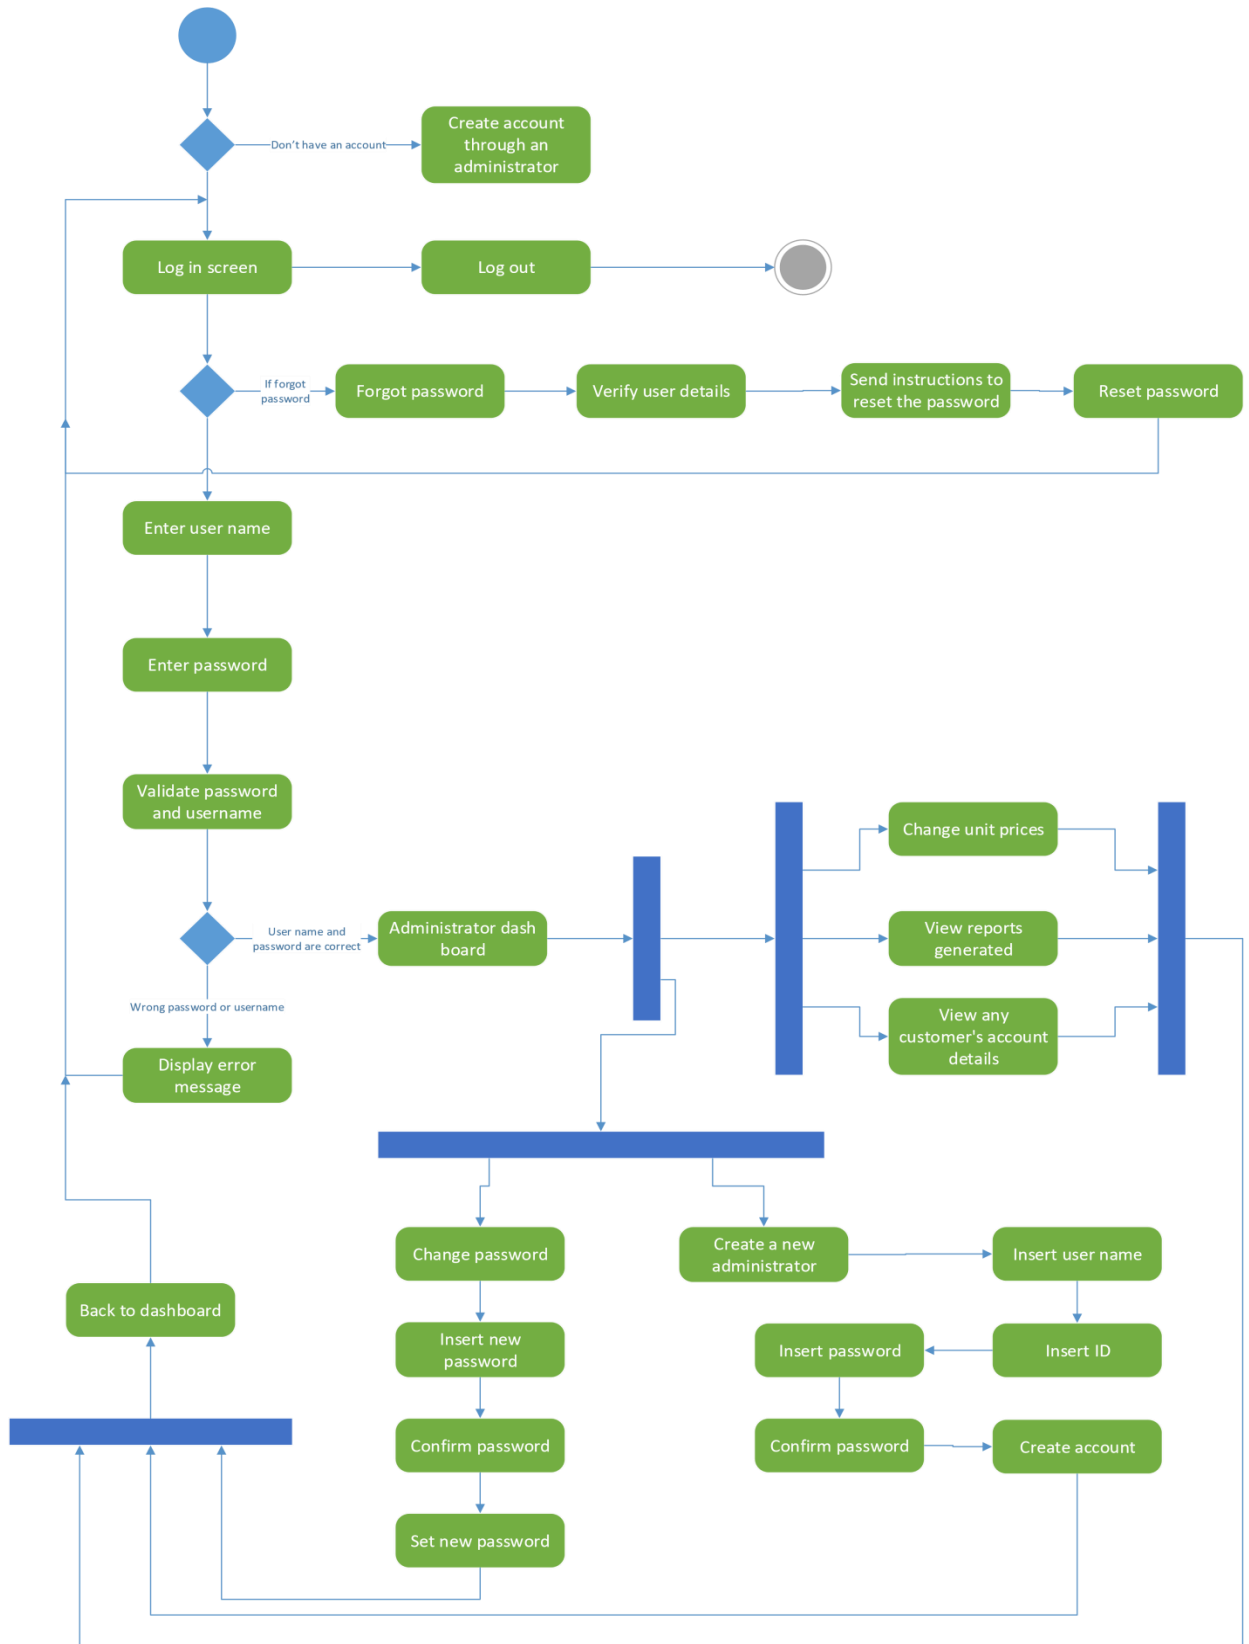 Create account
through an
administrator
Don't have an account
Log in screen
Log out
If forgot
password
Forgot password
Verify user details
Send instructions to
reset the password
Reset password
Enter user name
Enter password
Validate password
and username
Change unit prices
User name and
password are correct
Administrator dash
board
View reports
generated
Wrong password or username
View any
customer's account
details
Display error
message
Change password
Create a new
administrator
Insert user name
Back to dashboard
Insert new
password
Insert password
Insert ID
Confirm password
Confirm password
Create account
Set new password